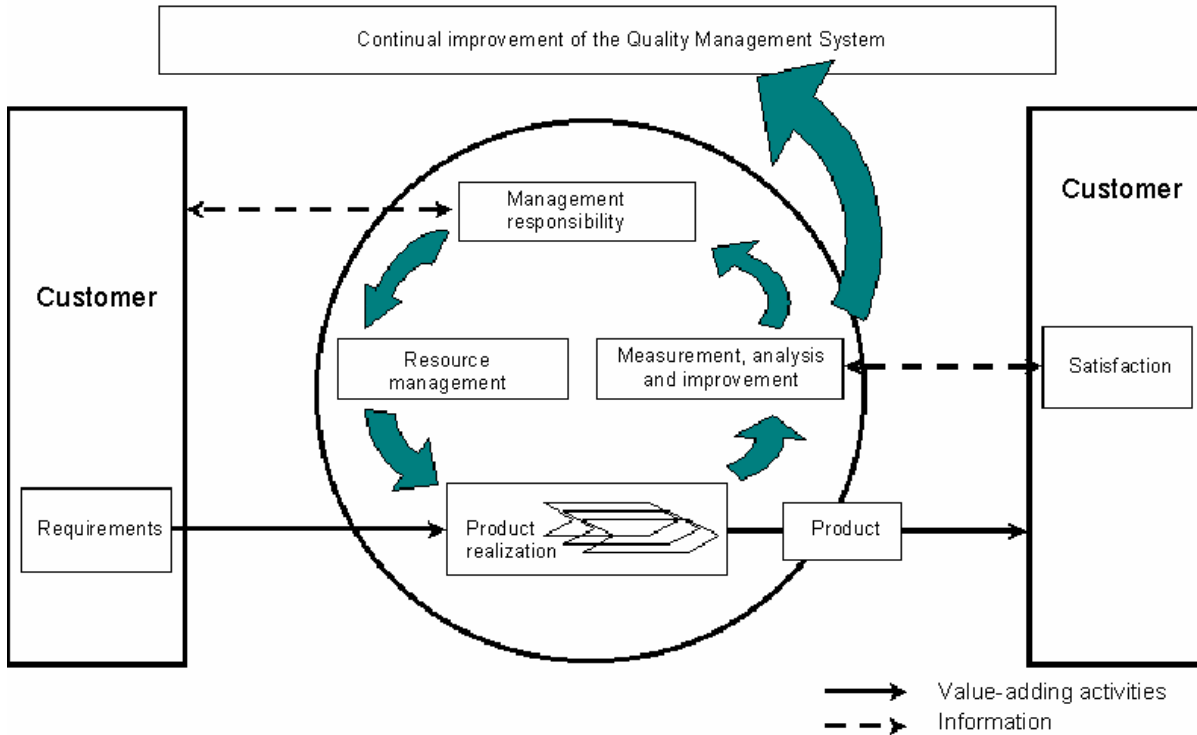 Continual improvement of the Quality Management System
Customer
Requirements
Management
responsibility
Resource
management
Measurement, analysis
and improvement
Product
realization
Product
Customer
Satisfaction
Value-adding activities
Information